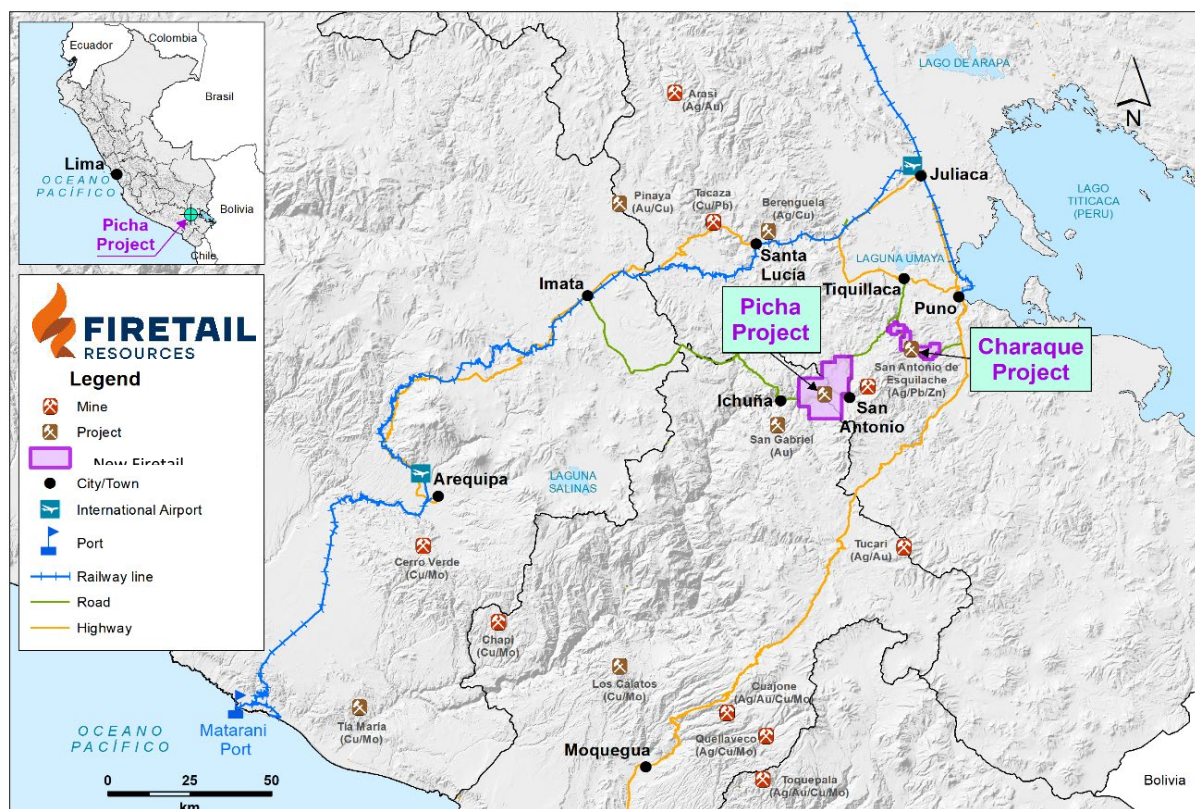 Ecuador
Colombia
Brasil
Lima
OCEANO
PACÍFICO
Bolivia
Picha
Project
Chile
FIRETAIL
RESOURCES
Legend
Mine
Project
New Firetail
City/Town
International Airport
Port
Railway line
Road
Highway
LAGO DE ARAPA
N
Arasi
(Ag/Au)
Juliaca
LAGO
TITICACA
(PERU)
Pinaya
(Au/Cu)
Tacaza
(Cu/Pb)
Berenguela
(Ag/Cu)
Santa
Lucía
LAGUNA UMAYA
Tiquillaca
Imata
Puno
Picha
Project
Charaque
Project
San Antonio de
Esquilache
(Ag/Pb/Zn)
Ichuña
San
Antonio
San Gabriel
(Au)
LAGUNA
SALINAS
Arequipa
Cerro Verde
(Cu/Mo)
Tucari
(Ag/Au)
Chapi
(Cu/Mo)
Los Calatos
(Cu/Mo)
Cuajone
(Ag/Au/Cu/Mo)
Tía María
(Cu/Mo)
Quellaveco
(Ag/Cu/Mo)
Matarani
Port
OCEANO
PACÍFICO
Moquegua
Toquepala
(Ag/Au/Cu/Mo)
Bolivia
0 25 50
km